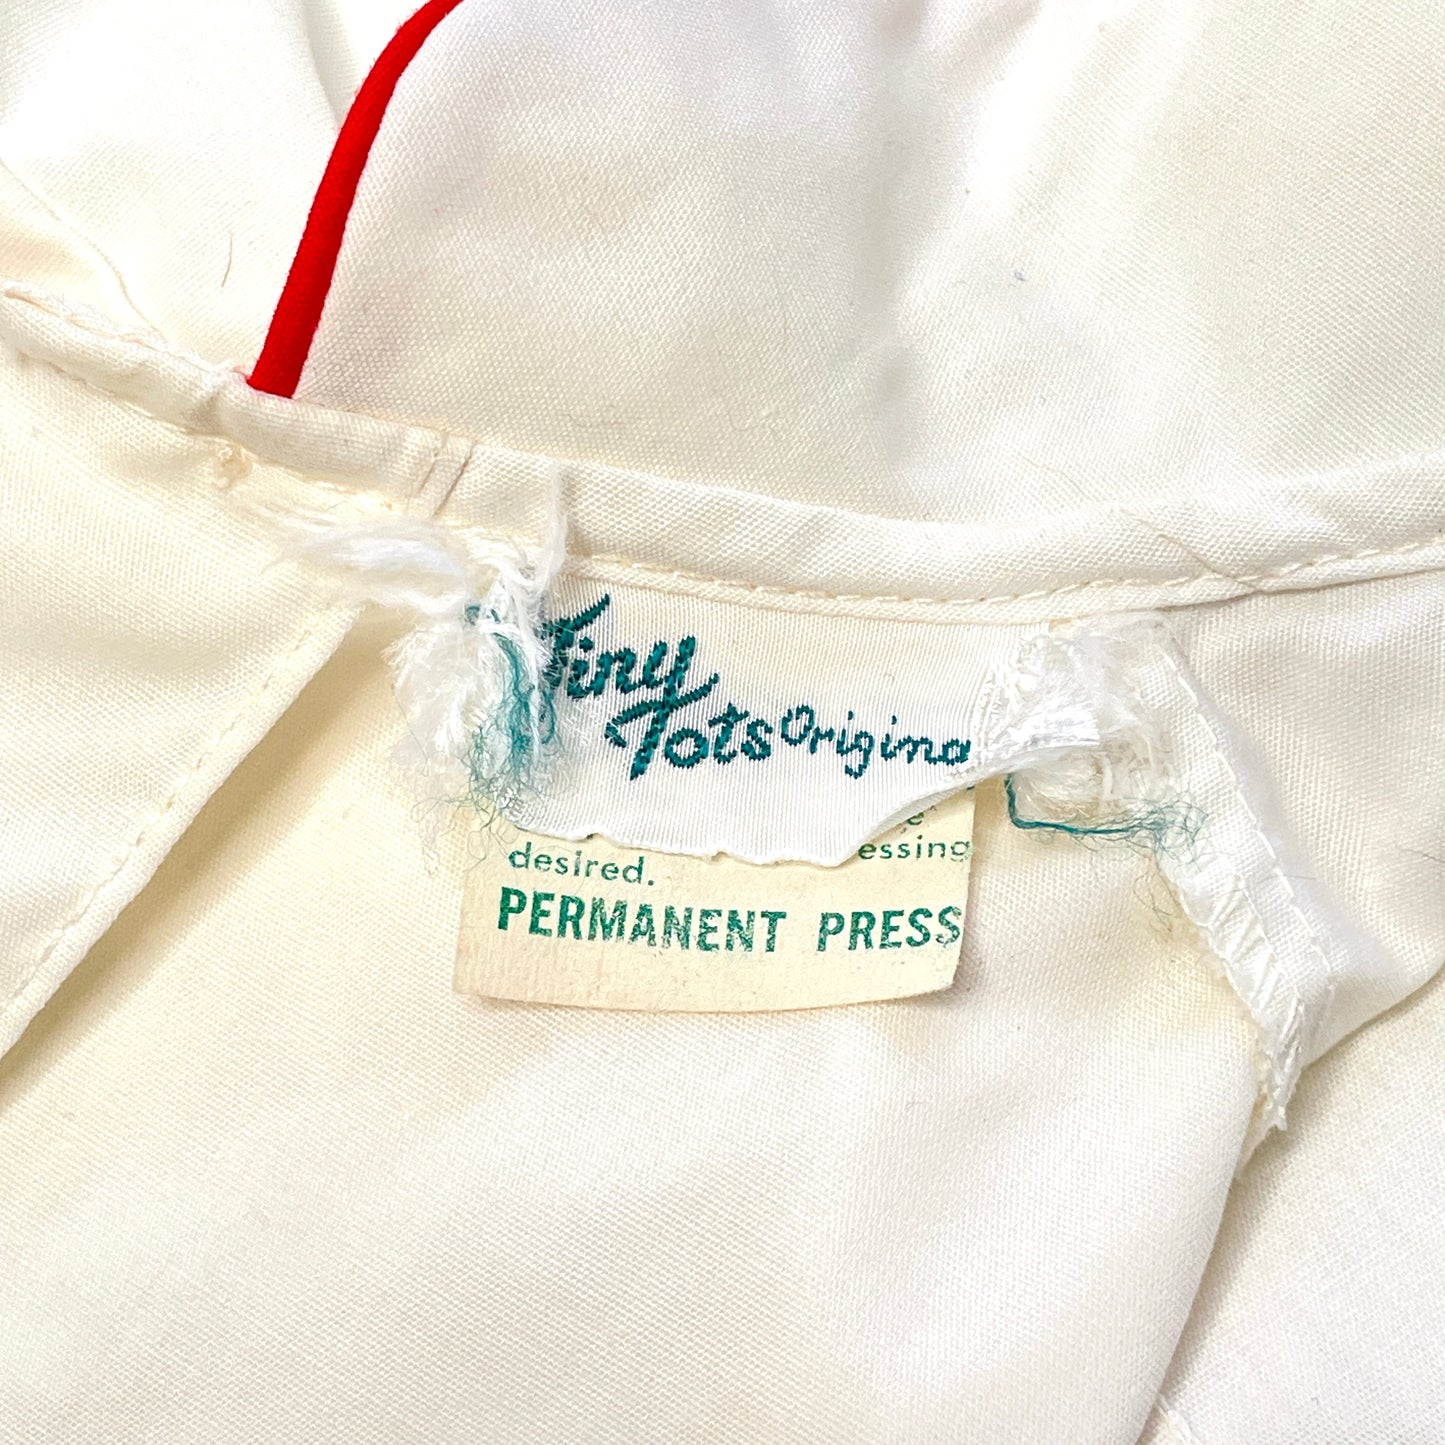 Tiny
Tots Origina
desired. essing
PERMANENT PRESS